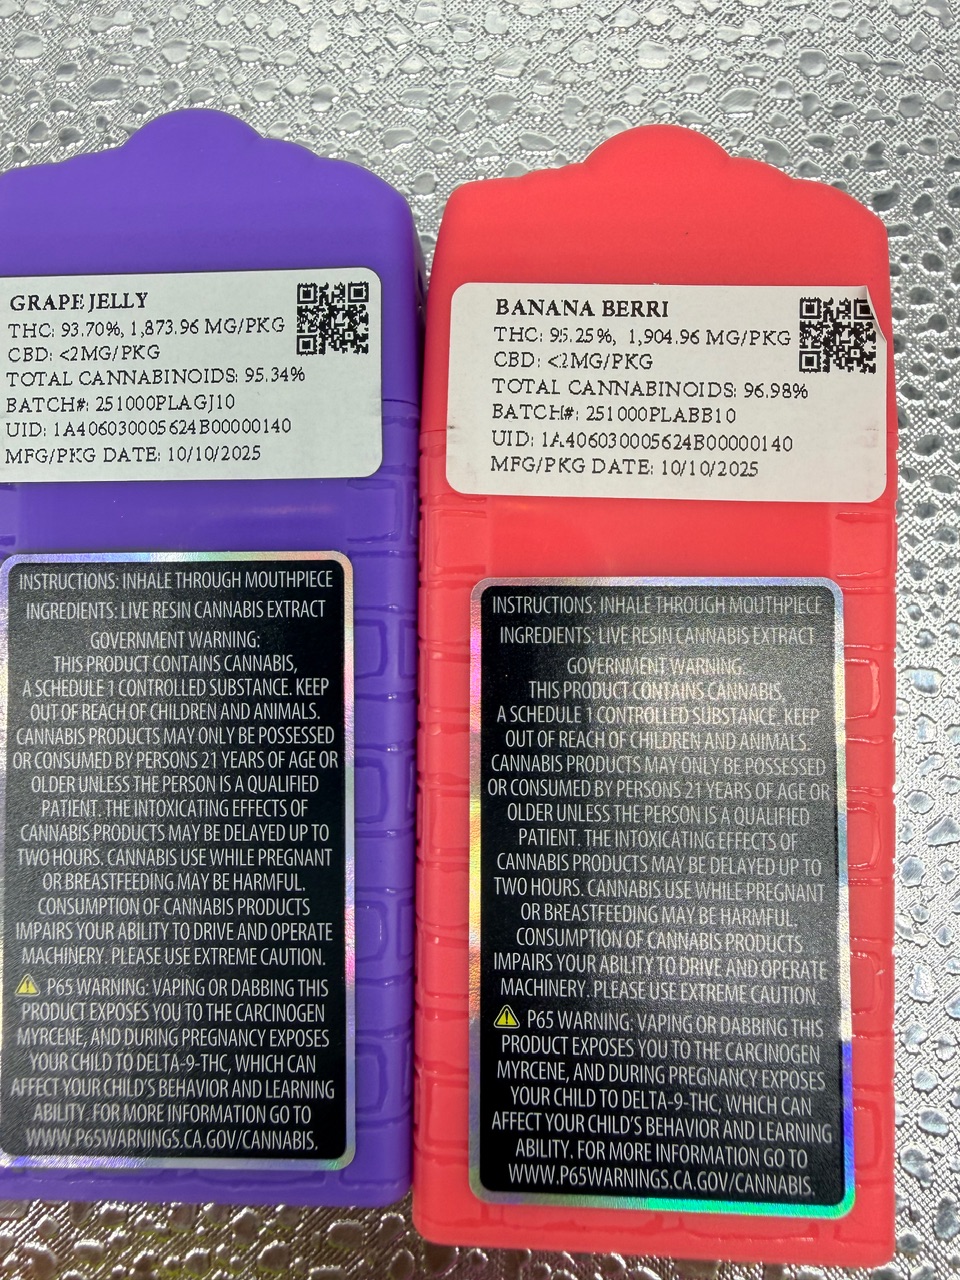 GRAPE JELLY
THC: 93.70%, 1,873.96 MG/PKG
CBD: <2MG/PKG
TOTAL CANNABINOIDS: 95.34%
BATCH#: 251000PLAGJ10
UID: 1A406030005624B00000140
MFG/PKG DATE: 10/10/2025
INSTRUCTIONS: INHALE THROUGH MOUTHPIECE
INGREDIENTS: LIVE RESIN CANNABIS EXTRACT
GOVERNMENT WARNING:
THIS PRODUCT CONTAINS CANNABIS,
A SCHEDULE 1 CONTROLLED SUBSTANCE. KEEP
OUT OF REACH OF CHILDREN AND ANIMALS.
CANNABIS PRODUCTS MAY ONLY BE POSSESSED
OR CONSUMED BY PERSONS 21 YEARS OF AGE OR
OLDER UNLESS THE PERSON IS A QUALIFIED
PATIENT. THE INTOXICATING EFFECTS OF
CANNABIS PRODUCTS MAY BE DELAYED UP TO
TWO HOURS. CANNABIS USE WHILE PREGNANT
OR BREASTFEEDING MAY BE HARMFUL.
CONSUMPTION OF CANNABIS PRODUCTS
IMPAIRS YOUR ABILITY TO DRIVE AND OPERATE
MACHINERY. PLEASE USE EXTREME CAUTION.
P65 WARNING: VAPING OR DABBING THIS
PRODUCT EXPOSES YOU TO THE CARCINOGEN
MYRCENE, AND DURING PREGNANCY EXPOSES
YOUR CHILD TO DELTA-9-THC, WHICH CAN
AFFECT YOUR CHILD'S BEHAVIOR AND LEARNING
ABILITY. FOR MORE INFORMATION GO TO
WWW.P65WARNINGS.CA.GOV/CANNABIS.
BANANA BERRI
THC: 95.25%, 1,904.96 MG/PKG
CBD: <2MG/PKG
TOTAL CANNABINOIDS: 96.98%
BATCH#: 251000PLABB10
UID: 1A406030005624B00000140
MFG/PKG DATE: 10/10/2025
INSTRUCTIONS: INHALE THROUGH MOUTHPIECE
INGREDIENTS: LIVE RESIN CANNABIS EXTRACT
GOVERNMENT WARNING:
THIS PRODUCT CONTAINS CANNABIS,
A SCHEDULE 1 CONTROLLED SUBSTANCE. KEEP
OUT OF REACH OF CHILDREN AND ANIMALS.
CANNABIS PRODUCTS MAY ONLY BE POSSESSED
OR CONSUMED BY PERSONS 21 YEARS OF AGE OR
OLDER UNLESS THE PERSON IS A QUALIFIED
PATIENT. THE INTOXICATING EFFECTS OF
CANNABIS PRODUCTS MAY BE DELAYED UP TO
TWO HOURS. CANNABIS USE WHILE PREGNANT
OR BREASTFEEDING MAY BE HARMFUL.
CONSUMPTION OF CANNABIS PRODUCTS
IMPAIRS YOUR ABILITY TO DRIVE AND OPERATE
MACHINERY. PLEASE USE EXTREME CAUTION.
P65 WARNING: VAPING OR DABBING THIS
PRODUCT EXPOSES YOU TO THE CARCINOGEN
MYRCENE, AND DURING PREGNANCY EXPOSES
YOUR CHILD TO DELTA-9-THC, WHICH CAN
AFFECT YOUR CHILD'S BEHAVIOR AND LEARNING
ABILITY. FOR MORE INFORMATION GO TO
WWW.P65WARNINGS.CA.GOV/CANNABIS.